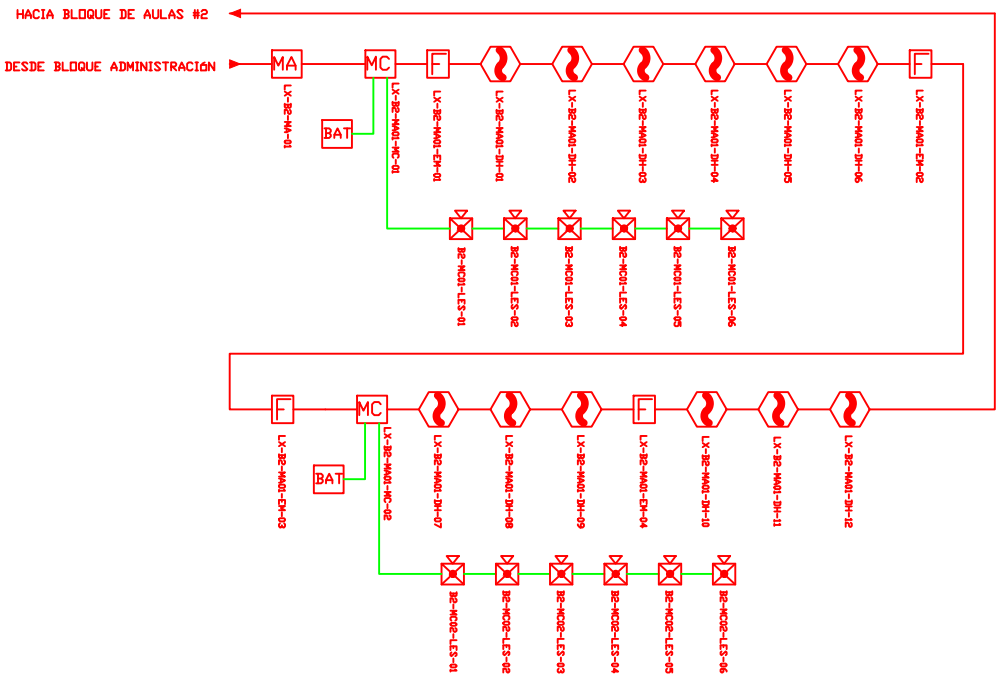 HACIA BLOQUE DE AULAS #2
DESDE BLOQUE ADMINISTRACIÓN
MA
MC
F
F
LX-B2-MA-01
LX-B2-MA01-MC-01
LX-B2-MA01-EM-01
LX-B2-MA01-DH-01
LX-B2-MA01-DH-02
LX-B2-MA01-DH-03
LX-B2-MA01-DH-04
LX-B2-MA01-DH-05
LX-B2-MA01-DH-06
LX-B2-MA01-EM-02
BAT
B2-MC01-LES-01
B2-MC01-LES-02
B2-MC01-LES-03
B2-MC01-LES-04
B2-MC01-LES-05
B2-MC01-LES-06
F
MC
F
LX-B2-MA01-EM-03
LX-B2-MA01-MC-02
LX-B2-MA01-DH-07
LX-B2-MA01-DH-08
LX-B2-MA01-DH-09
LX-B2-MA01-EM-04
LX-B2-MA01-DH-10
LX-B2-MA01-DH-11
LX-B2-MA01-DH-12
BAT
B2-MC02-LES-01
B2-MC02-LES-02
B2-MC02-LES-03
B2-MC02-LES-04
B2-MC02-LES-05
B2-MC02-LES-06